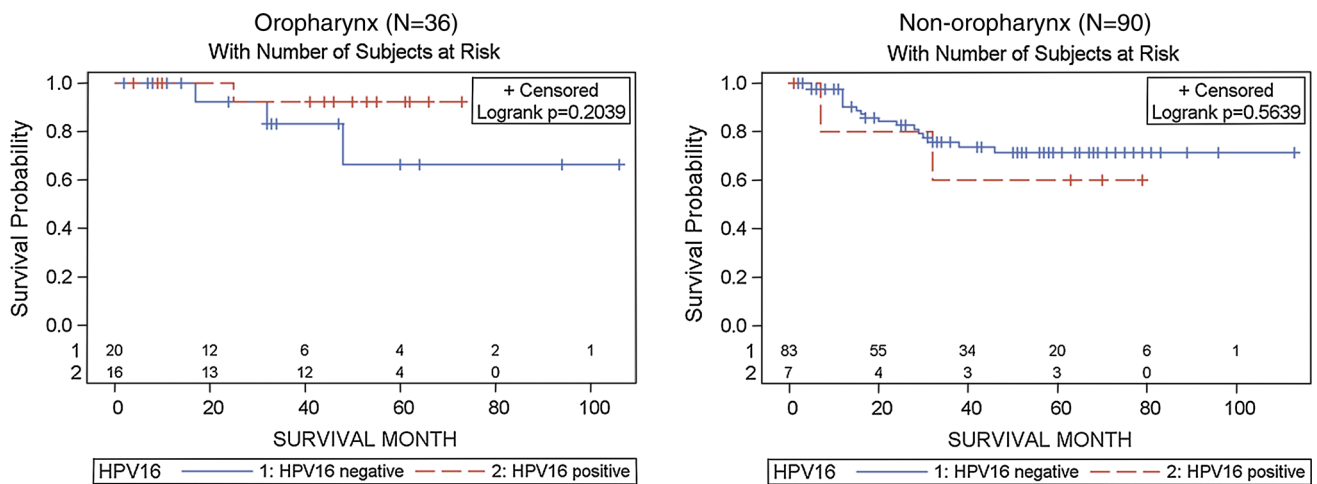 Oropharynx (N=36)
With Number of Subjects at Risk
+ Censored
Logrank p=0.2039
Survival Probability
1.0
0.8
0.6
0.4
0.2
0.0
1 20 12 6 4 2 1
2 16 13 12 4 0
0 20 40 60 80 100
SURVIVAL MONTH
HPV16 1: HPV16 negative 2: HPV16 positive
Non-oropharynx (N=90)
With Number of Subjects at Risk
+ Censored
Logrank p=0.5639
Survival Probability
1.0
0.8
0.6
0.4
0.2
0.0
1 83 55 34 20 6 1
2 7 4 3 3 0
0 20 40 60 80 100
SURVIVAL MONTH
HPV16 1: HPV16 negative 2: HPV16 positive